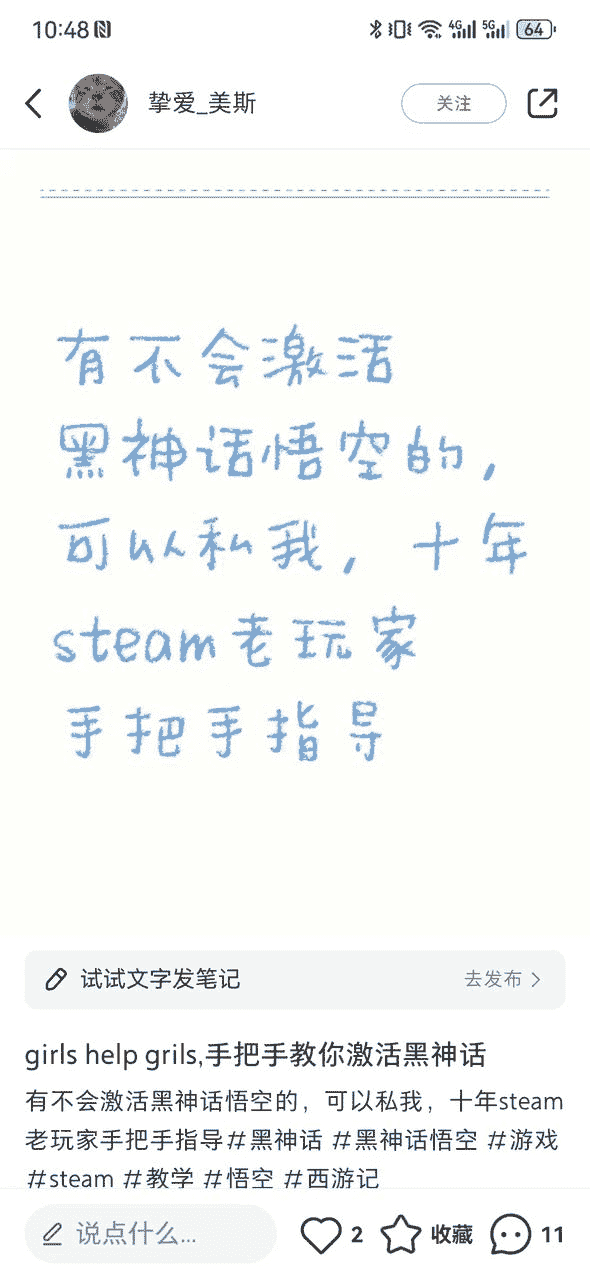 10:48 4G 5G 64
挚爱_美斯 关注
有不会激活
黑神话悟空的，
可以私我，十年
steam老玩家
手把手指导
试试文字发笔记 去发布
girls help grils,手把手教你激活黑神话
有不会激活黑神话悟空的，可以私我，十年steam
老玩家手把手指导#黑神话 #黑神话悟空 #游戏
#steam #教学 #悟空 #西游记
说点什么... 2 收藏 11